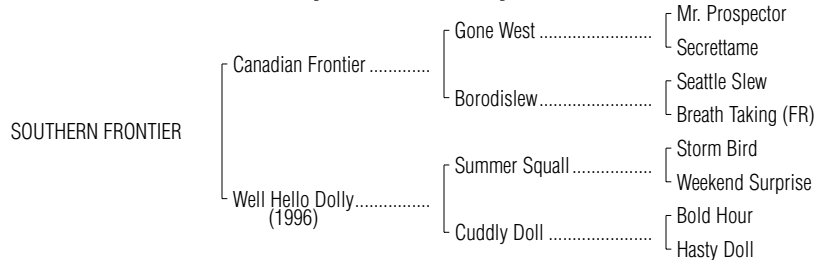 Mr. Prospector
Gone West ........................
Secrettame
Canadian Frontier .............
Seattle Slew
Borodislew........................
Breath Taking (FR)
SOUTHERN FRONTIER
Storm Bird
Summer Squall .................
Weekend Surprise
Well Hello Dolly................
(1996)
Bold Hour
Cuddly Doll ......................
Hasty Doll